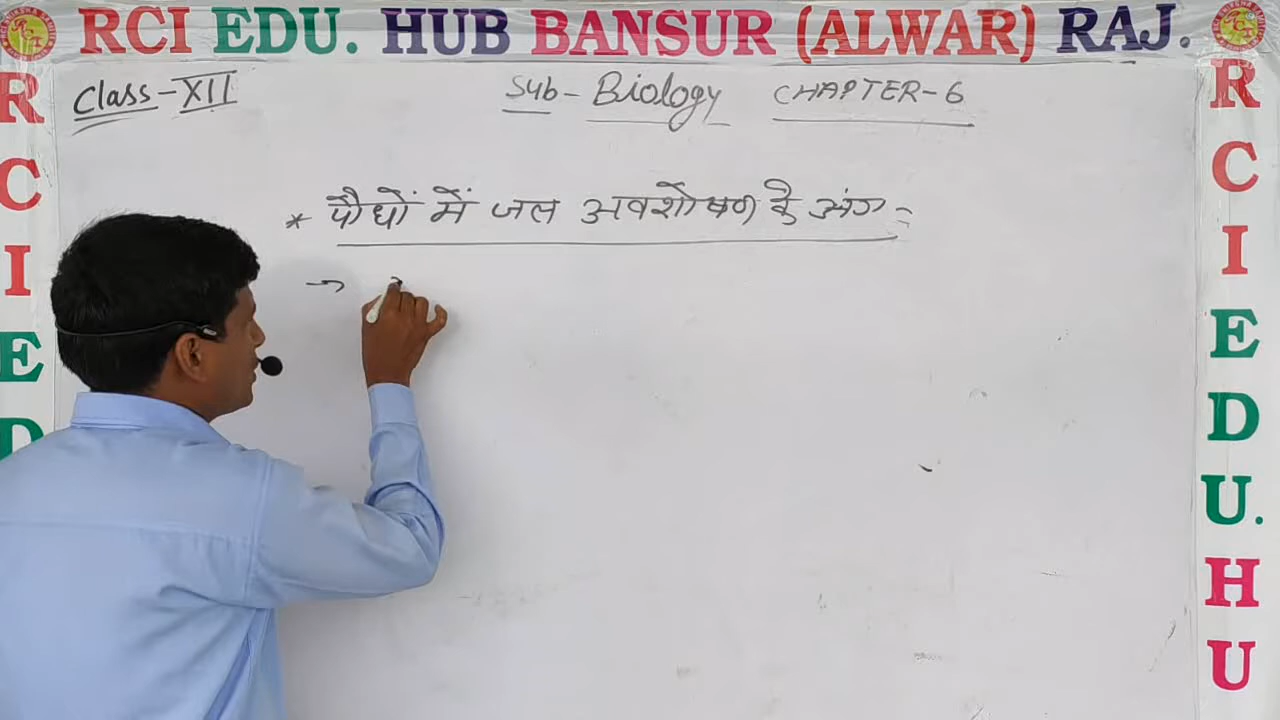 RCI EDU. HUB BANSUR (ALWAR) RAJ.
Class-XII Sub-Biology CHAPTER-6
* पौधों में जल अवशोषण के अंग
R
C
I
E
D
R
C
I
E
D
U.
H
U